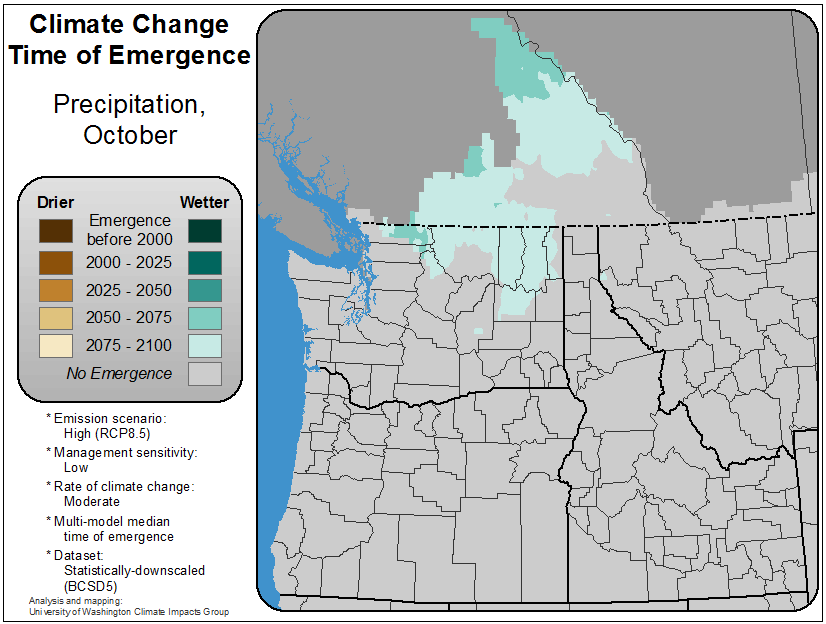 Climate Change
Time of Emergence
Precipitation,
October
Drier
Wetter
Emergence
before 2000
2000 - 2025
2025 - 2050
2050 - 2075
2075 - 2100
No Emergence
* Emission scenario:
High (RCP8.5)
* Management sensitivity:
Low
* Rate of climate change:
Moderate
* Multi-model median
time of emergence
* Dataset:
Statistically-downscaled
(BCSD5)
Analysis and mapping:
University of Washington Climate Impacts Group